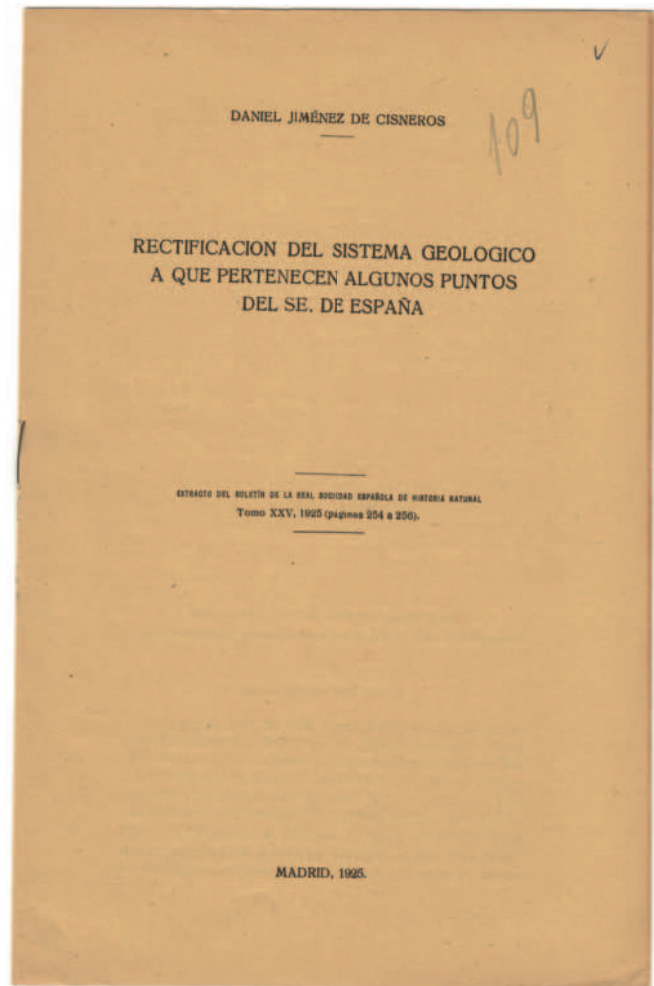 DANIEL JIMÉNEZ DE CISNEROS
109
RECTIFICACION DEL SISTEMA GEOLOGICO
A QUE PERTENECEN ALGUNOS PUNTOS
DEL SE. DE ESPAÑA
EXTRACTO DEL BOLETÍN DE LA REAL SOCIEDAD ESPAÑOLA DE HISTORIA NATURAL
Tomo XXV, 1925 (páginas 254 a 256).
MADRID, 1925.